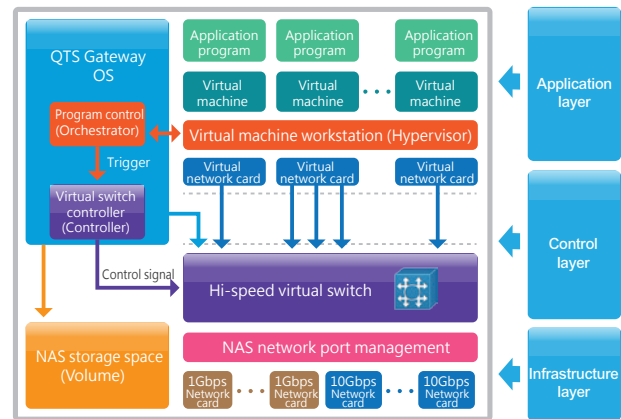 QTS Gateway
OS
Application
program
Application
program
Application
program
Virtual
machine
Virtual
machine
Virtual
machine
Application
layer
Program control
(Orchestrator)
Virtual machine workstation (Hypervisor)
Trigger
Virtual
network card
Virtual
network card
Virtual
network card
Virtual switch
controller
(Controller)
Control
layer
Control signal
Hi-speed virtual switch
NAS storage space
(Volume)
NAS network port management
1Gbps
Network
card
1Gbps
Network
card
10Gbps
Network
card
10Gbps
Network
card
Infrastructure
layer